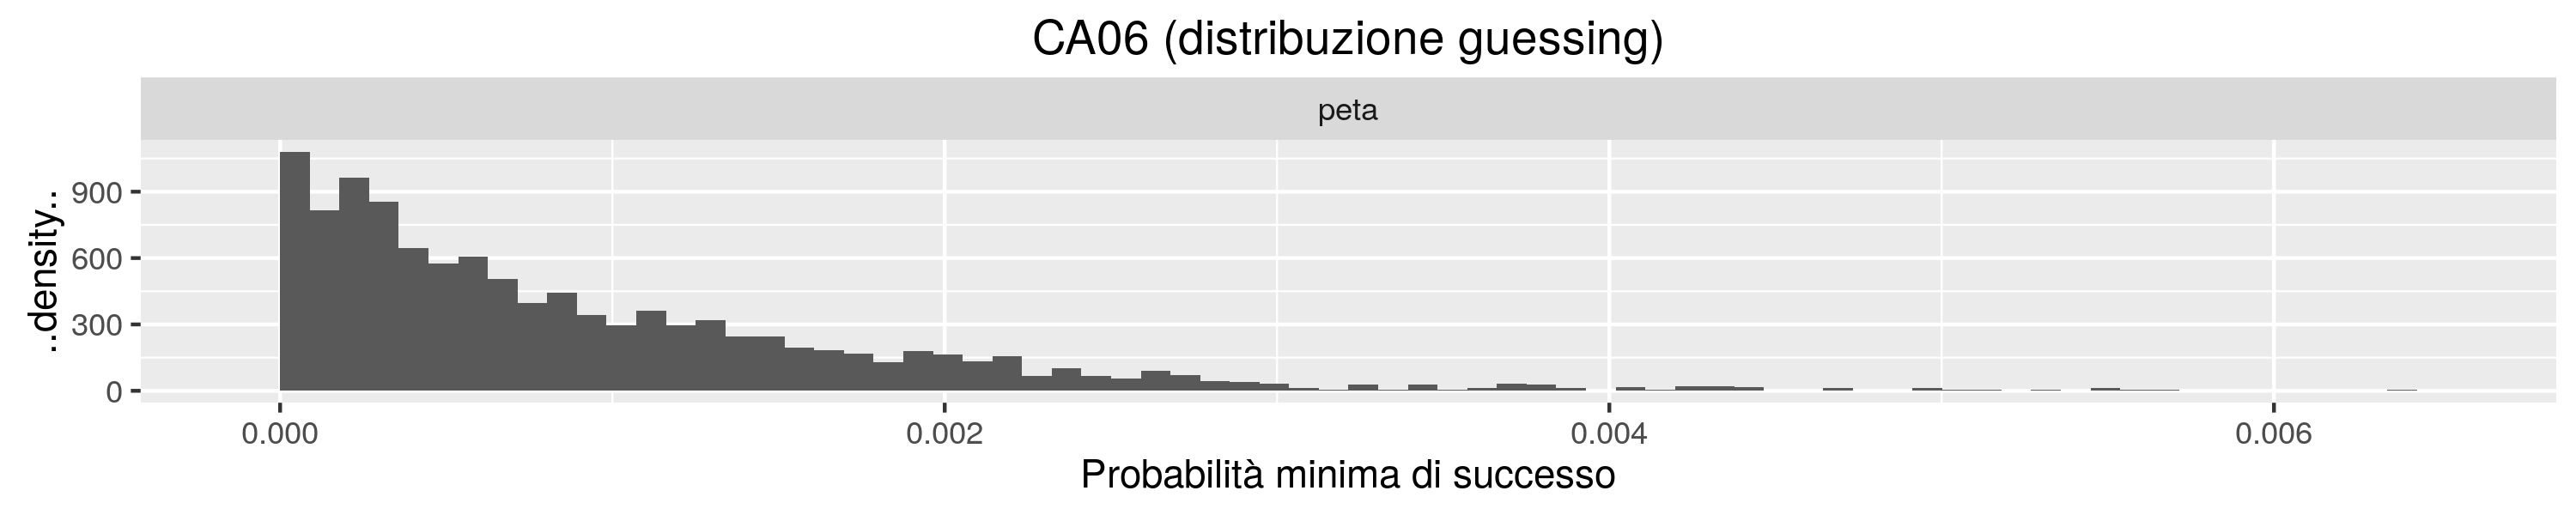 CA06 (distribuzione guessing)
peta
..density..
900
600
300
0
0.000
0.002
0.004
0.006
Probabilità minima di successo